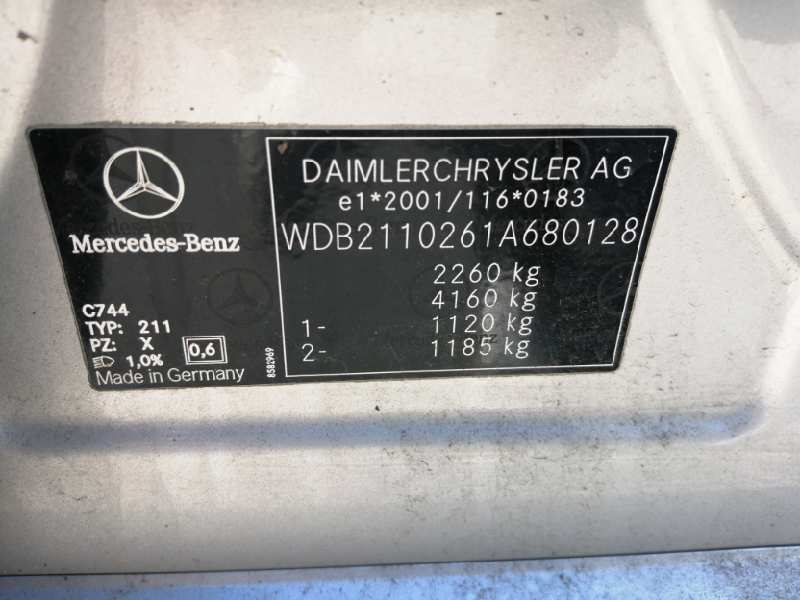 Mercedes-Benz
C744
TYP: 211
PZ: X
1,0% 0,6
Made in Germany
8582969
DAIMLERCHRYSLER AG
e1*2001/116*0183
WDB2110261A680128
2260 kg
4160 kg
1- 1120 kg
2- 1185 kg